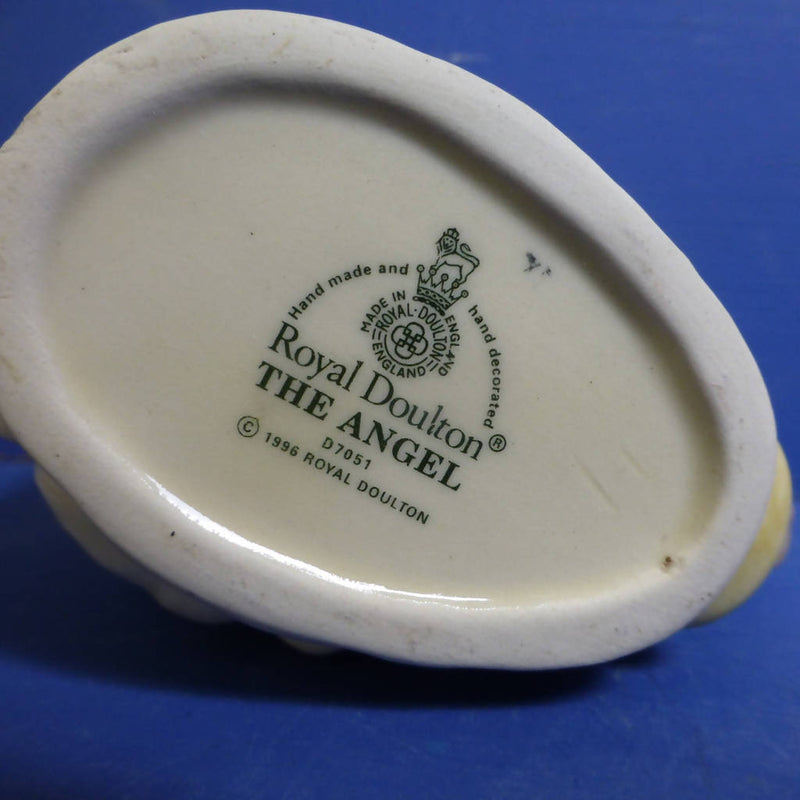 Hand made and hand decorated
MADE IN ENGLAND
ROYAL·DOULTON
ENGLAND
Royal Doulton®
THE ANGEL
D7051
© 1996 ROYAL DOULTON